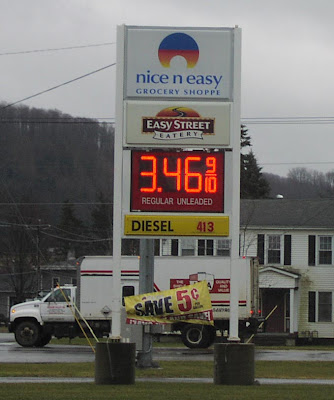 nice n easy
GROCERY SHOPPE
EASY STREET
EATERY
3.46 9/10
REGULAR UNLEADED
DIESEL 413
SAVE 5¢